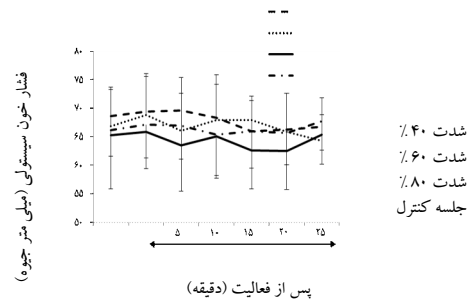 ۸۰
۷۵
۷۰
۶۵
۶۰
۵۵
۵۰
۵ ۱۰ ۱۵ ۲۰ ۲۵
فشار خون سیستولی (میلی متر جیوه)
پس از فعالیت (دقیقه)
شدت ۴۰٪
شدت ۶۰٪
شدت ۸۰٪
جلسه کنترل